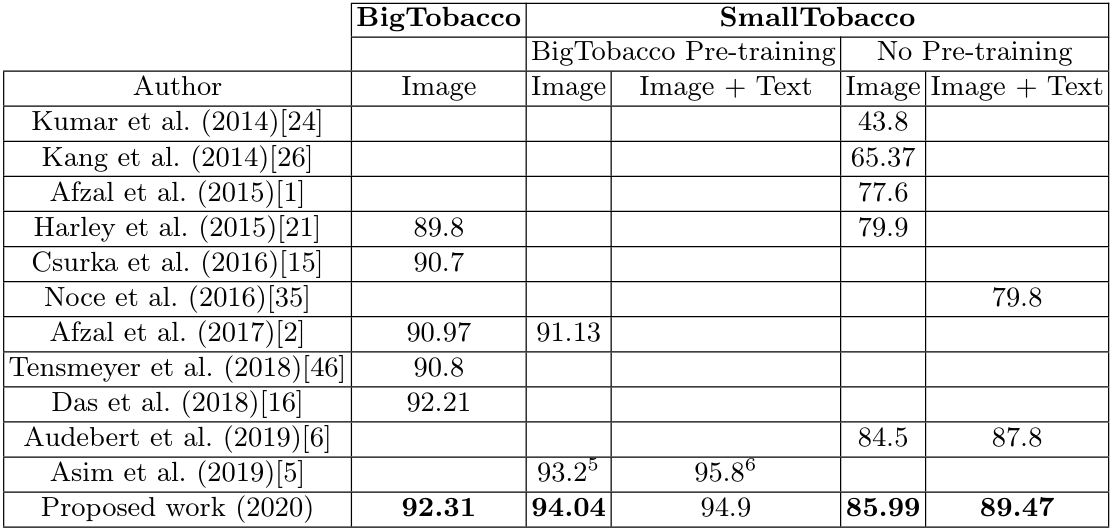 BigTobacco SmallTobacco
BigTobacco Pre-training No Pre-training
Author Image Image Image + Text Image Image + Text
Kumar et al. (2014)[24] 43.8
Kang et al. (2014)[26] 65.37
Afzal et al. (2015)[1] 77.6
Harley et al. (2015)[21] 89.8 79.9
Csurka et al. (2016)[15] 90.7
Noce et al. (2016)[35] 79.8
Afzal et al. (2017)[2] 90.97 91.13
Tensmeyer et al. (2018)[46] 90.8
Das et al. (2018)[16] 92.21
Audebert et al. (2019)[6] 84.5 87.8
Asim et al. (2019)[5] 93.2⁵ 95.8⁶
Proposed work (2020) 92.31 94.04 94.9 85.99 89.47